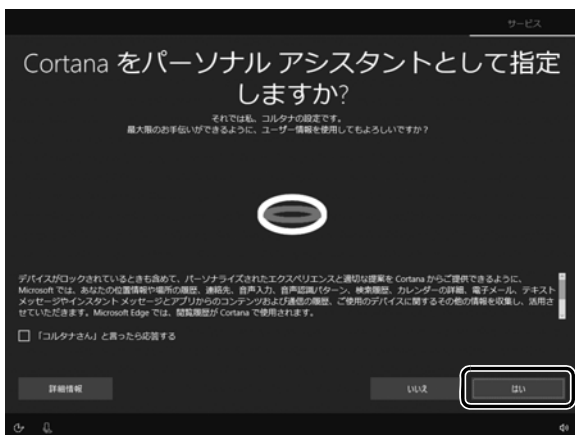 サービス
Cortana をパーソナル アシスタントとして指定
しますか?
それでは私、コルタナの設定です。
最大限のお手伝いができるように、ユーザー情報を使用してもよろしいですか？
デバイスがロックされているときも含めて、パーソナライズされたエクスペリエンスと適切な提案を Cortana からご提供できるように、
Microsoft では、あなたの位置情報や場所の履歴、連絡先、音声入力、音声認識パターン、検索履歴、カレンダーの詳細、電子メール、テキスト
メッセージやインスタント メッセージとアプリからのコンテンツおよび通信の履歴、ご使用のデバイスに関するその他の情報を収集し、活用さ
せていただきます。Microsoft Edge では、閲覧履歴が Cortana で使用されます。
「コルタナさん」と言ったら応答する
詳細情報
いいえ
はい